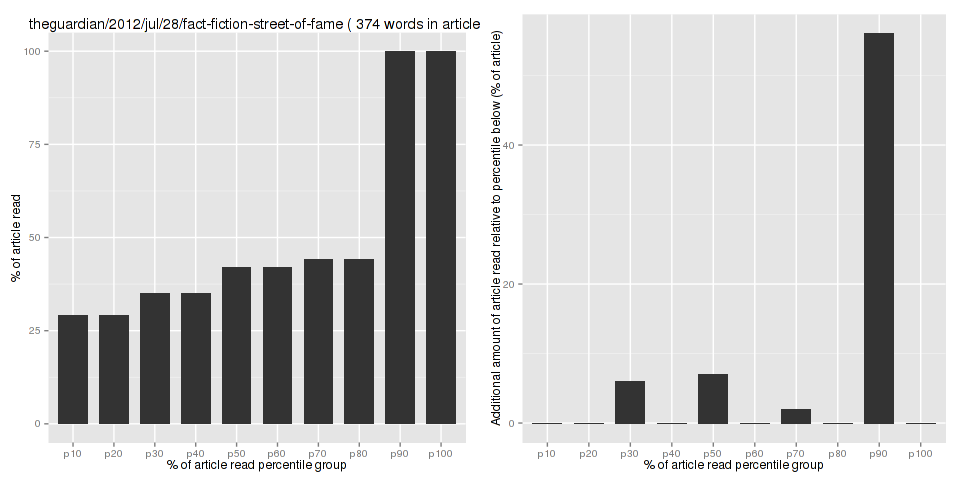 theguardian/2012/jul/28/fact-fiction-street-of-fame ( 374 words in article
% of article read
100
75
50
25
0
p10 p20 p30 p40 p50 p60 p70 p80 p90 p100
% of article read percentile group
Additional amount of article read relative to percentile below (% of article)
40
20
0
p10 p20 p30 p40 p50 p60 p70 p80 p90 p100
% of article read percentile group